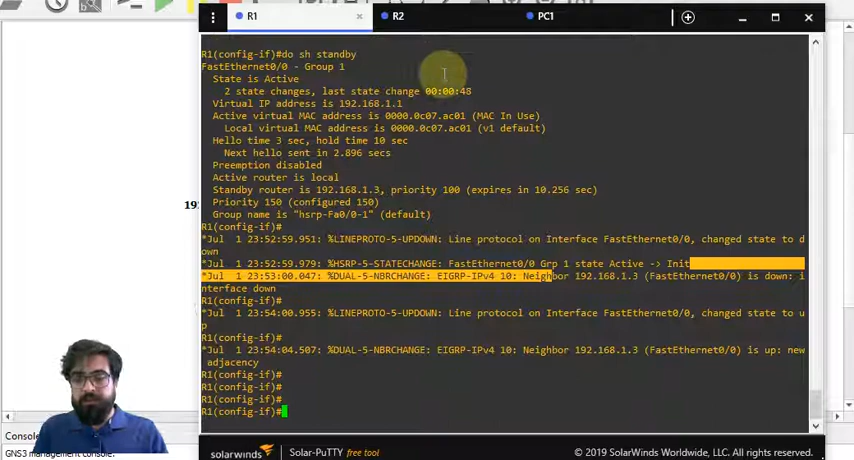 R1
R2
PC1
R1(config-if)#do sh standby
FastEthernet0/0 - Group 1
State is Active
2 state changes, last state change 00:00:48
Virtual IP address is 192.168.1.1
Active virtual MAC address is 0000.0c07.ac01 (MAC In Use)
Local virtual MAC address is 0000.0c07.ac01 (v1 default)
Hello time 3 sec, hold time 10 sec
Next hello sent in 2.896 secs
Preemption disabled
Active router is local
Standby router is 192.168.1.3, priority 100 (expires in 10.256 sec)
Priority 150 (configured 150)
Group name is "hsrp-Fa0/0-1" (default)
R1(config-if)#
*Jul  1 23:52:59.951: %LINEPROTO-5-UPDOWN: Line protocol on Interface FastEthernet0/0, changed state to d
own
*Jul  1 23:52:59.979: %HSRP-5-STATECHANGE: FastEthernet0/0 Grp 1 state Active -> Init
*Jul  1 23:53:00.047: %DUAL-5-NBRCHANGE: EIGRP-IPv4 10: Neighbor 192.168.1.3 (FastEthernet0/0) is down: i
nterface down
R1(config-if)#
*Jul  1 23:54:00.955: %LINEPROTO-5-UPDOWN: Line protocol on Interface FastEthernet0/0, changed state to u
p
R1(config-if)#
*Jul  1 23:54:04.507: %DUAL-5-NBRCHANGE: EIGRP-IPv4 10: Neighbor 192.168.1.3 (FastEthernet0/0) is up: new
adjacency
R1(config-if)#
R1(config-if)#
R1(config-if)#
R1(config-if)#
19
Console
GNS3 management console.
solarwinds
Solar-PuTTY free tool
© 2019 SolarWinds Worldwide, LLC. All rights reserved.